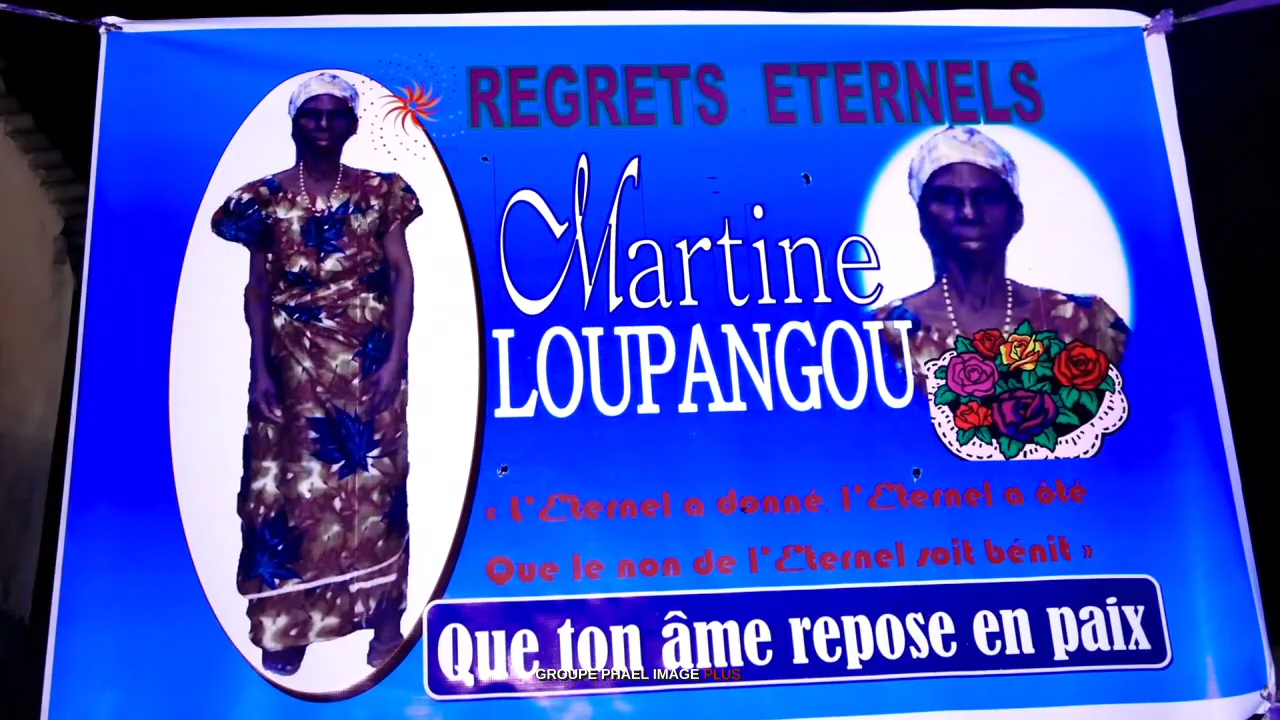 REGRETS ETERNELS
Martine
LOUPANGOU
« L'Eternel a donné, l'Eternel a ôté
Que le non de l'Eternel soit bénit »
Que ton âme repose en paix
GROUPE PHAEL IMAGE PLUS